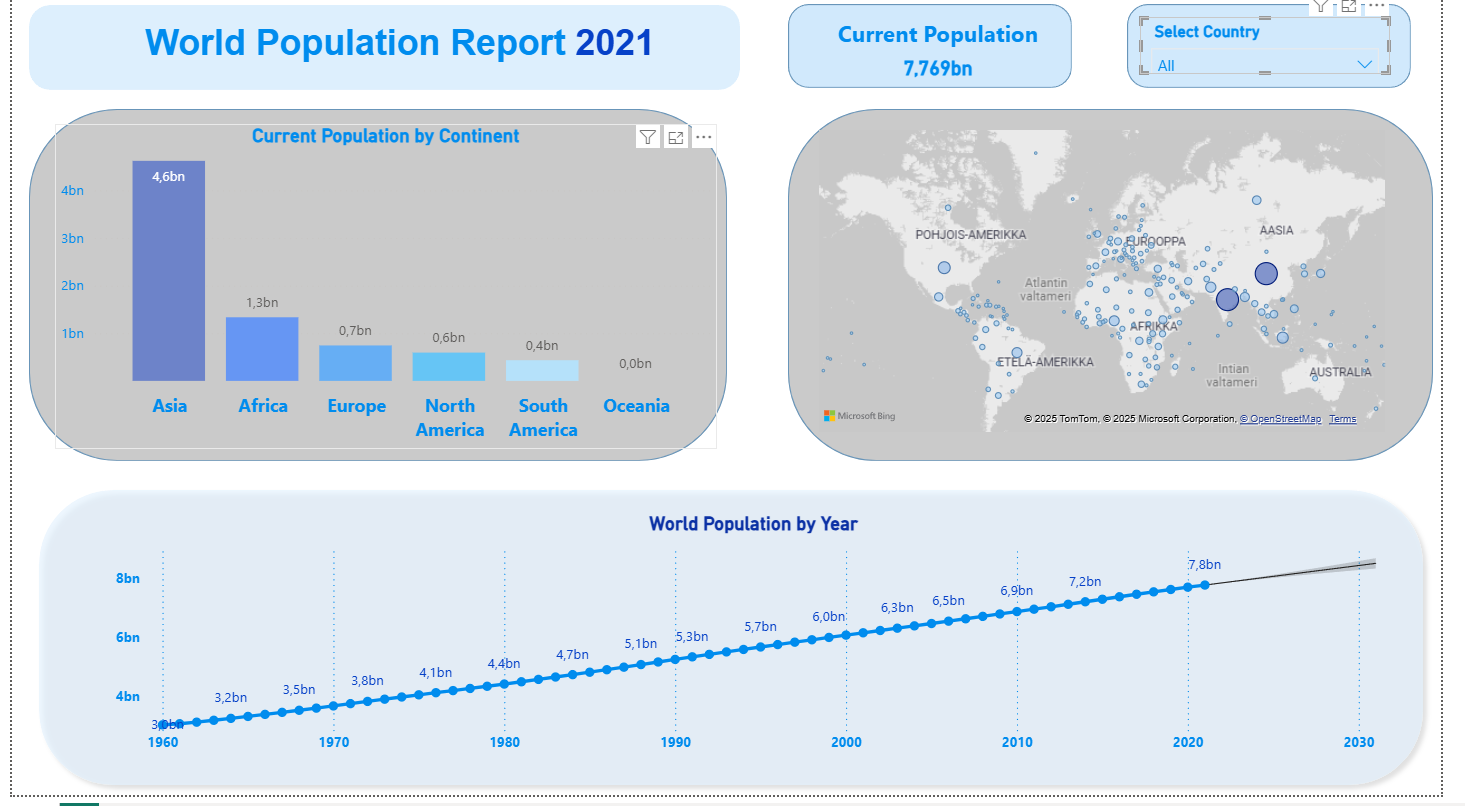 World Population Report 2021
Current Population
7,769bn
Select Country
All
Current Population by Continent
4bn
3bn
2bn
1bn
4,6bn
1,3bn
0,7bn
0,6bn
0,4bn
0,0bn
Asia
Africa
Europe
North
America
South
America
Oceania
POHJOIS-AMERIKKA
EUROOPPA
AASIA
Atlantin
valtameri
AFRIKKA
ETELÄ-AMERIKKA
Intian
valtameri
AUSTRALIA
Microsoft Bing
© 2025 TomTom, © 2025 Microsoft Corporation, © OpenStreetMap Terms
World Population by Year
8bn
6bn
4bn
3,0bn
3,2bn
3,5bn
3,8bn
4,1bn
4,4bn
4,7bn
5,1bn
5,3bn
5,7bn
6,0bn
6,3bn
6,5bn
6,9bn
7,2bn
7,8bn
1960
1970
1980
1990
2000
2010
2020
2030